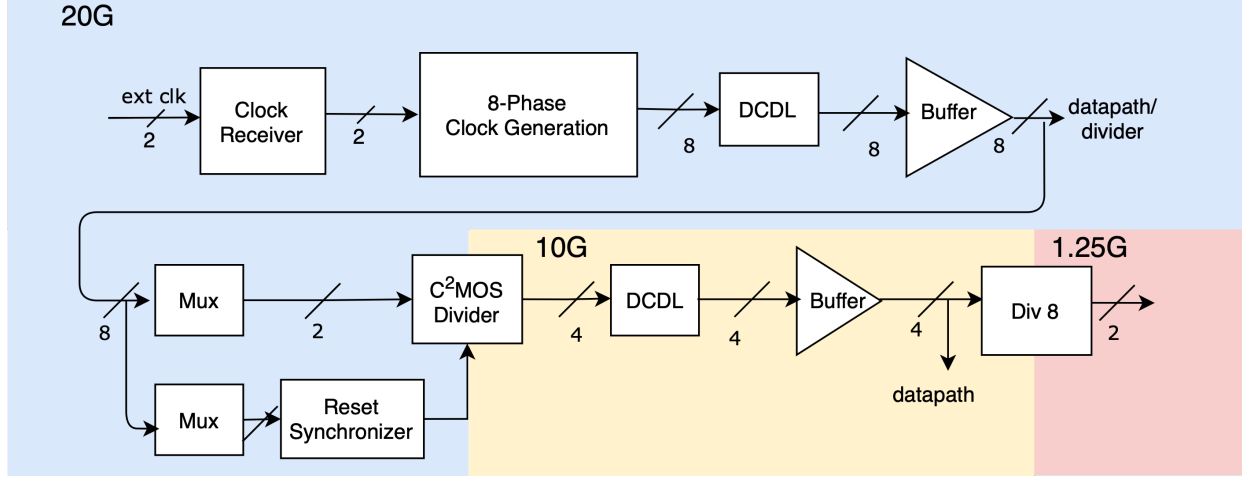 20G
ext clk
2
Clock
Receiver
2
8-Phase
Clock Generation
8
DCDL
8
Buffer
8
datapath/
divider
10G
1.25G
8
Mux
2
C²MOS
Divider
4
DCDL
4
Buffer
4
datapath
Div 8
2
Mux
Reset
Synchronizer